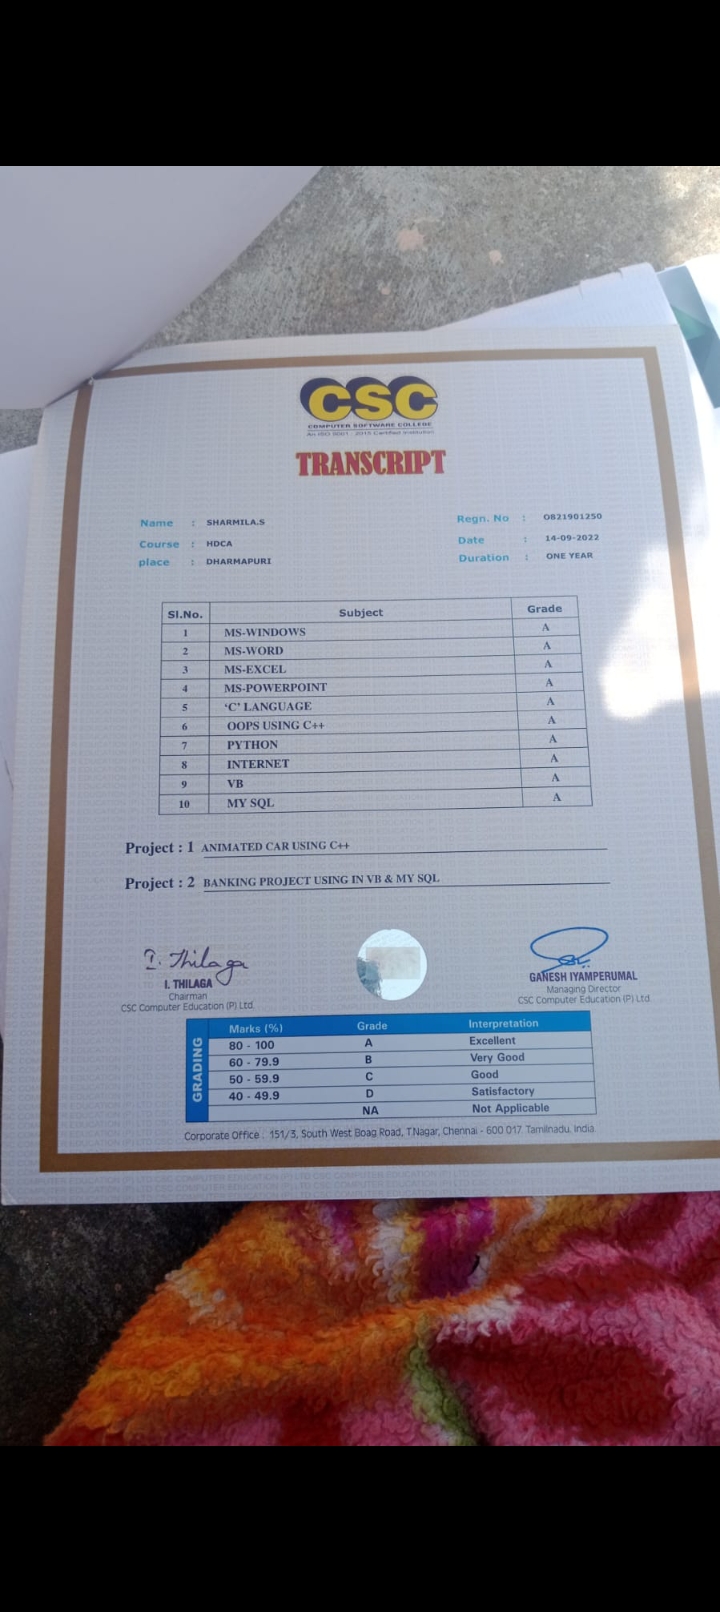 CSC
COMPUTER SOFTWARE COLLEGE
An ISO 9001 : 2015 Certified Institution
TRANSCRIPT
Name : SHARMILA.S Regn. No : 0821901250
Course : HDCA Date : 14-09-2022
place : DHARMAPURI Duration : ONE YEAR
Sl.No. Subject Grade
1 MS-WINDOWS A
2 MS-WORD A
3 MS-EXCEL A
4 MS-POWERPOINT A
5 ‘C’ LANGUAGE A
6 OOPS USING C++ A
7 PYTHON A
8 INTERNET A
9 VB A
10 MY SQL A
Project : 1 ANIMATED CAR USING C++
Project : 2 BANKING PROJECT USING IN VB & MY SQL
I. Thilaga
I. THILAGA GANESH IYAMPERUMAL
Chairman Managing Director
CSC Computer Education (P) Ltd. CSC Computer Education (P) Ltd
GRADING
Marks (%) Grade Interpretation
80 - 100 A Excellent
60 - 79.9 B Very Good
50 - 59.9 C Good
40 - 49.9 D Satisfactory
NA Not Applicable
Corporate Office : 151/3, South West Boag Road, T.Nagar, Chennai - 600 017. Tamilnadu. India.